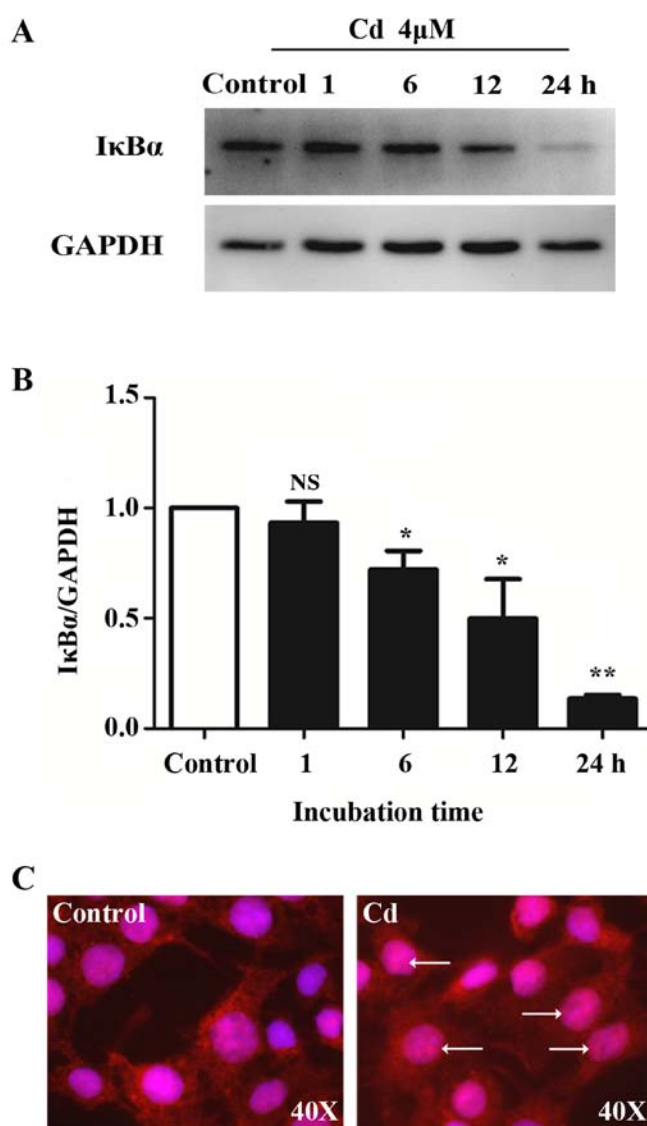 A
Cd 4μM
Control 1 6 12 24 h
IκBα
GAPDH
B
IκBα/GAPDH
1.5
1.0
0.5
0.0
NS
*
*
**
Control 1 6 12 24 h
Incubation time
C
Control
40X
Cd
40X